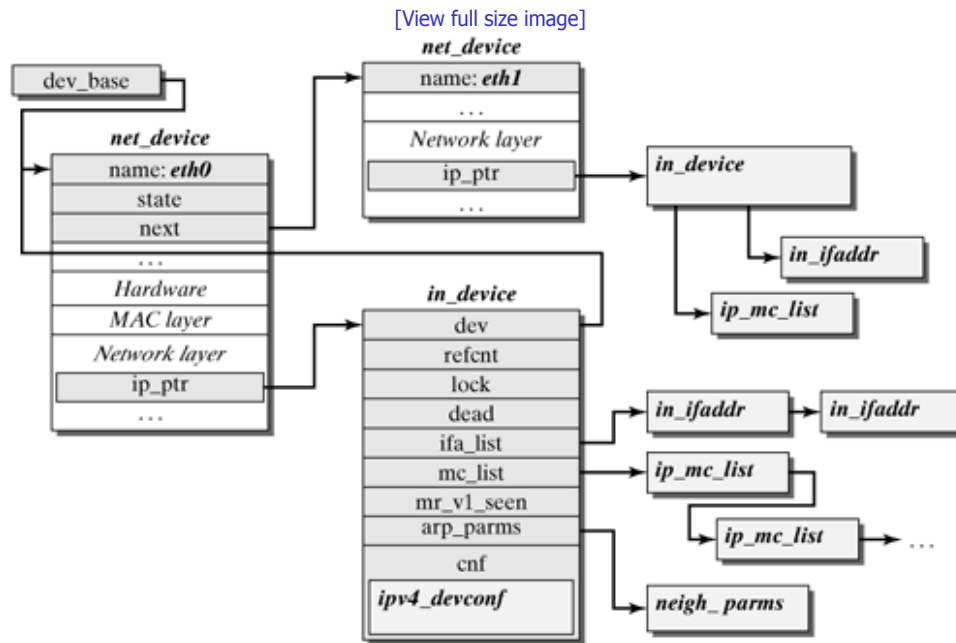 [View full size image]
net_device
dev_base
name: eth1
...
net_device
Network layer
name: eth0
ip_ptr
in_device
state
...
next
...
in_ifaddr
Hardware
in_device
ip_mc_list
MAC layer
dev
Network layer
refcnt
ip_ptr
lock
...
dead
in_ifaddr
in_ifaddr
ifa_list
mc_list
ip_mc_list
mr_v1_seen
arp_parms
ip_mc_list
...
cnf
ipv4_devconf
neigh_parms